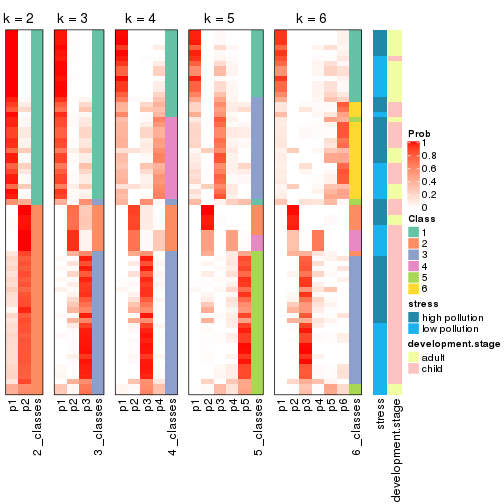 k = 2 k = 3 k = 4 k = 5 k = 6
Prob
1
0.8
0.6
0.4
0.2
0
Class
1
2
3
4
5
6
stress
high pollution
low pollution
development.stage
adult
child
p1 p2 2_classes p1 p2 p3 3_classes p1 p2 p3 p4 4_classes p1 p2 p3 p4 p5 5_classes p1 p2 p3 p4 p5 p6 6_classes stress development.stage